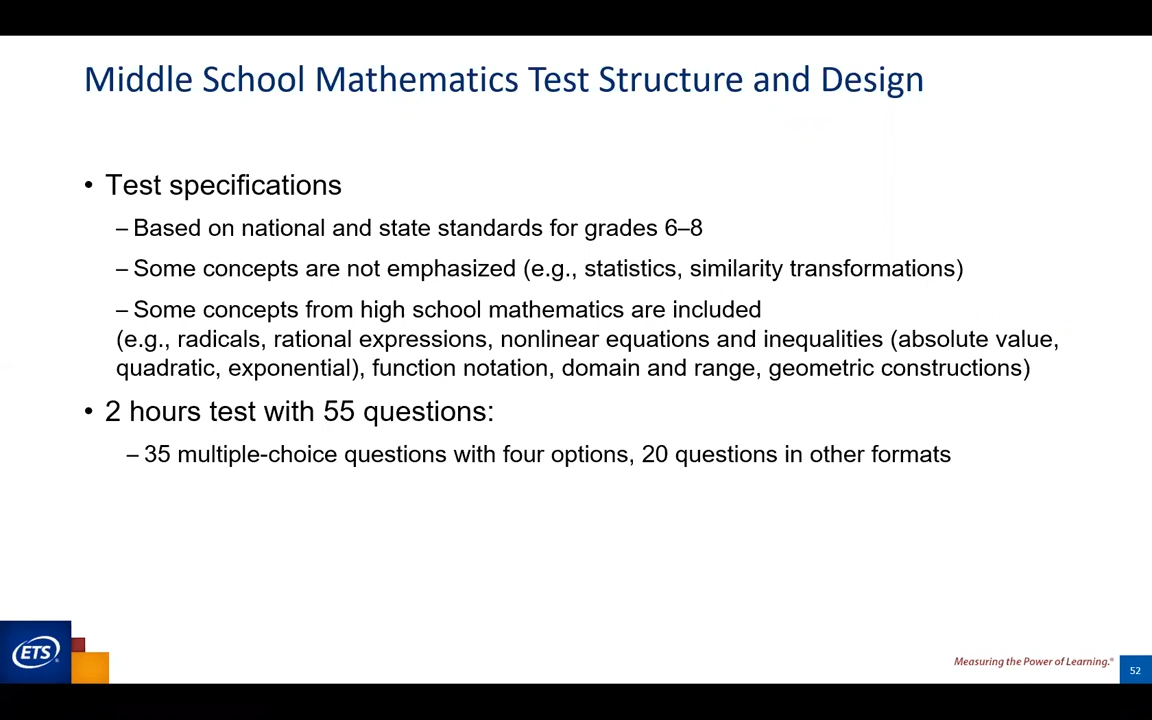 Middle School Mathematics Test Structure and Design
• Test specifications
– Based on national and state standards for grades 6–8
– Some concepts are not emphasized (e.g., statistics, similarity transformations)
– Some concepts from high school mathematics are included
(e.g., radicals, rational expressions, nonlinear equations and inequalities (absolute value,
quadratic, exponential), function notation, domain and range, geometric constructions)
• 2 hours test with 55 questions:
– 35 multiple-choice questions with four options, 20 questions in other formats
ETS®
Measuring the Power of Learning.®
52